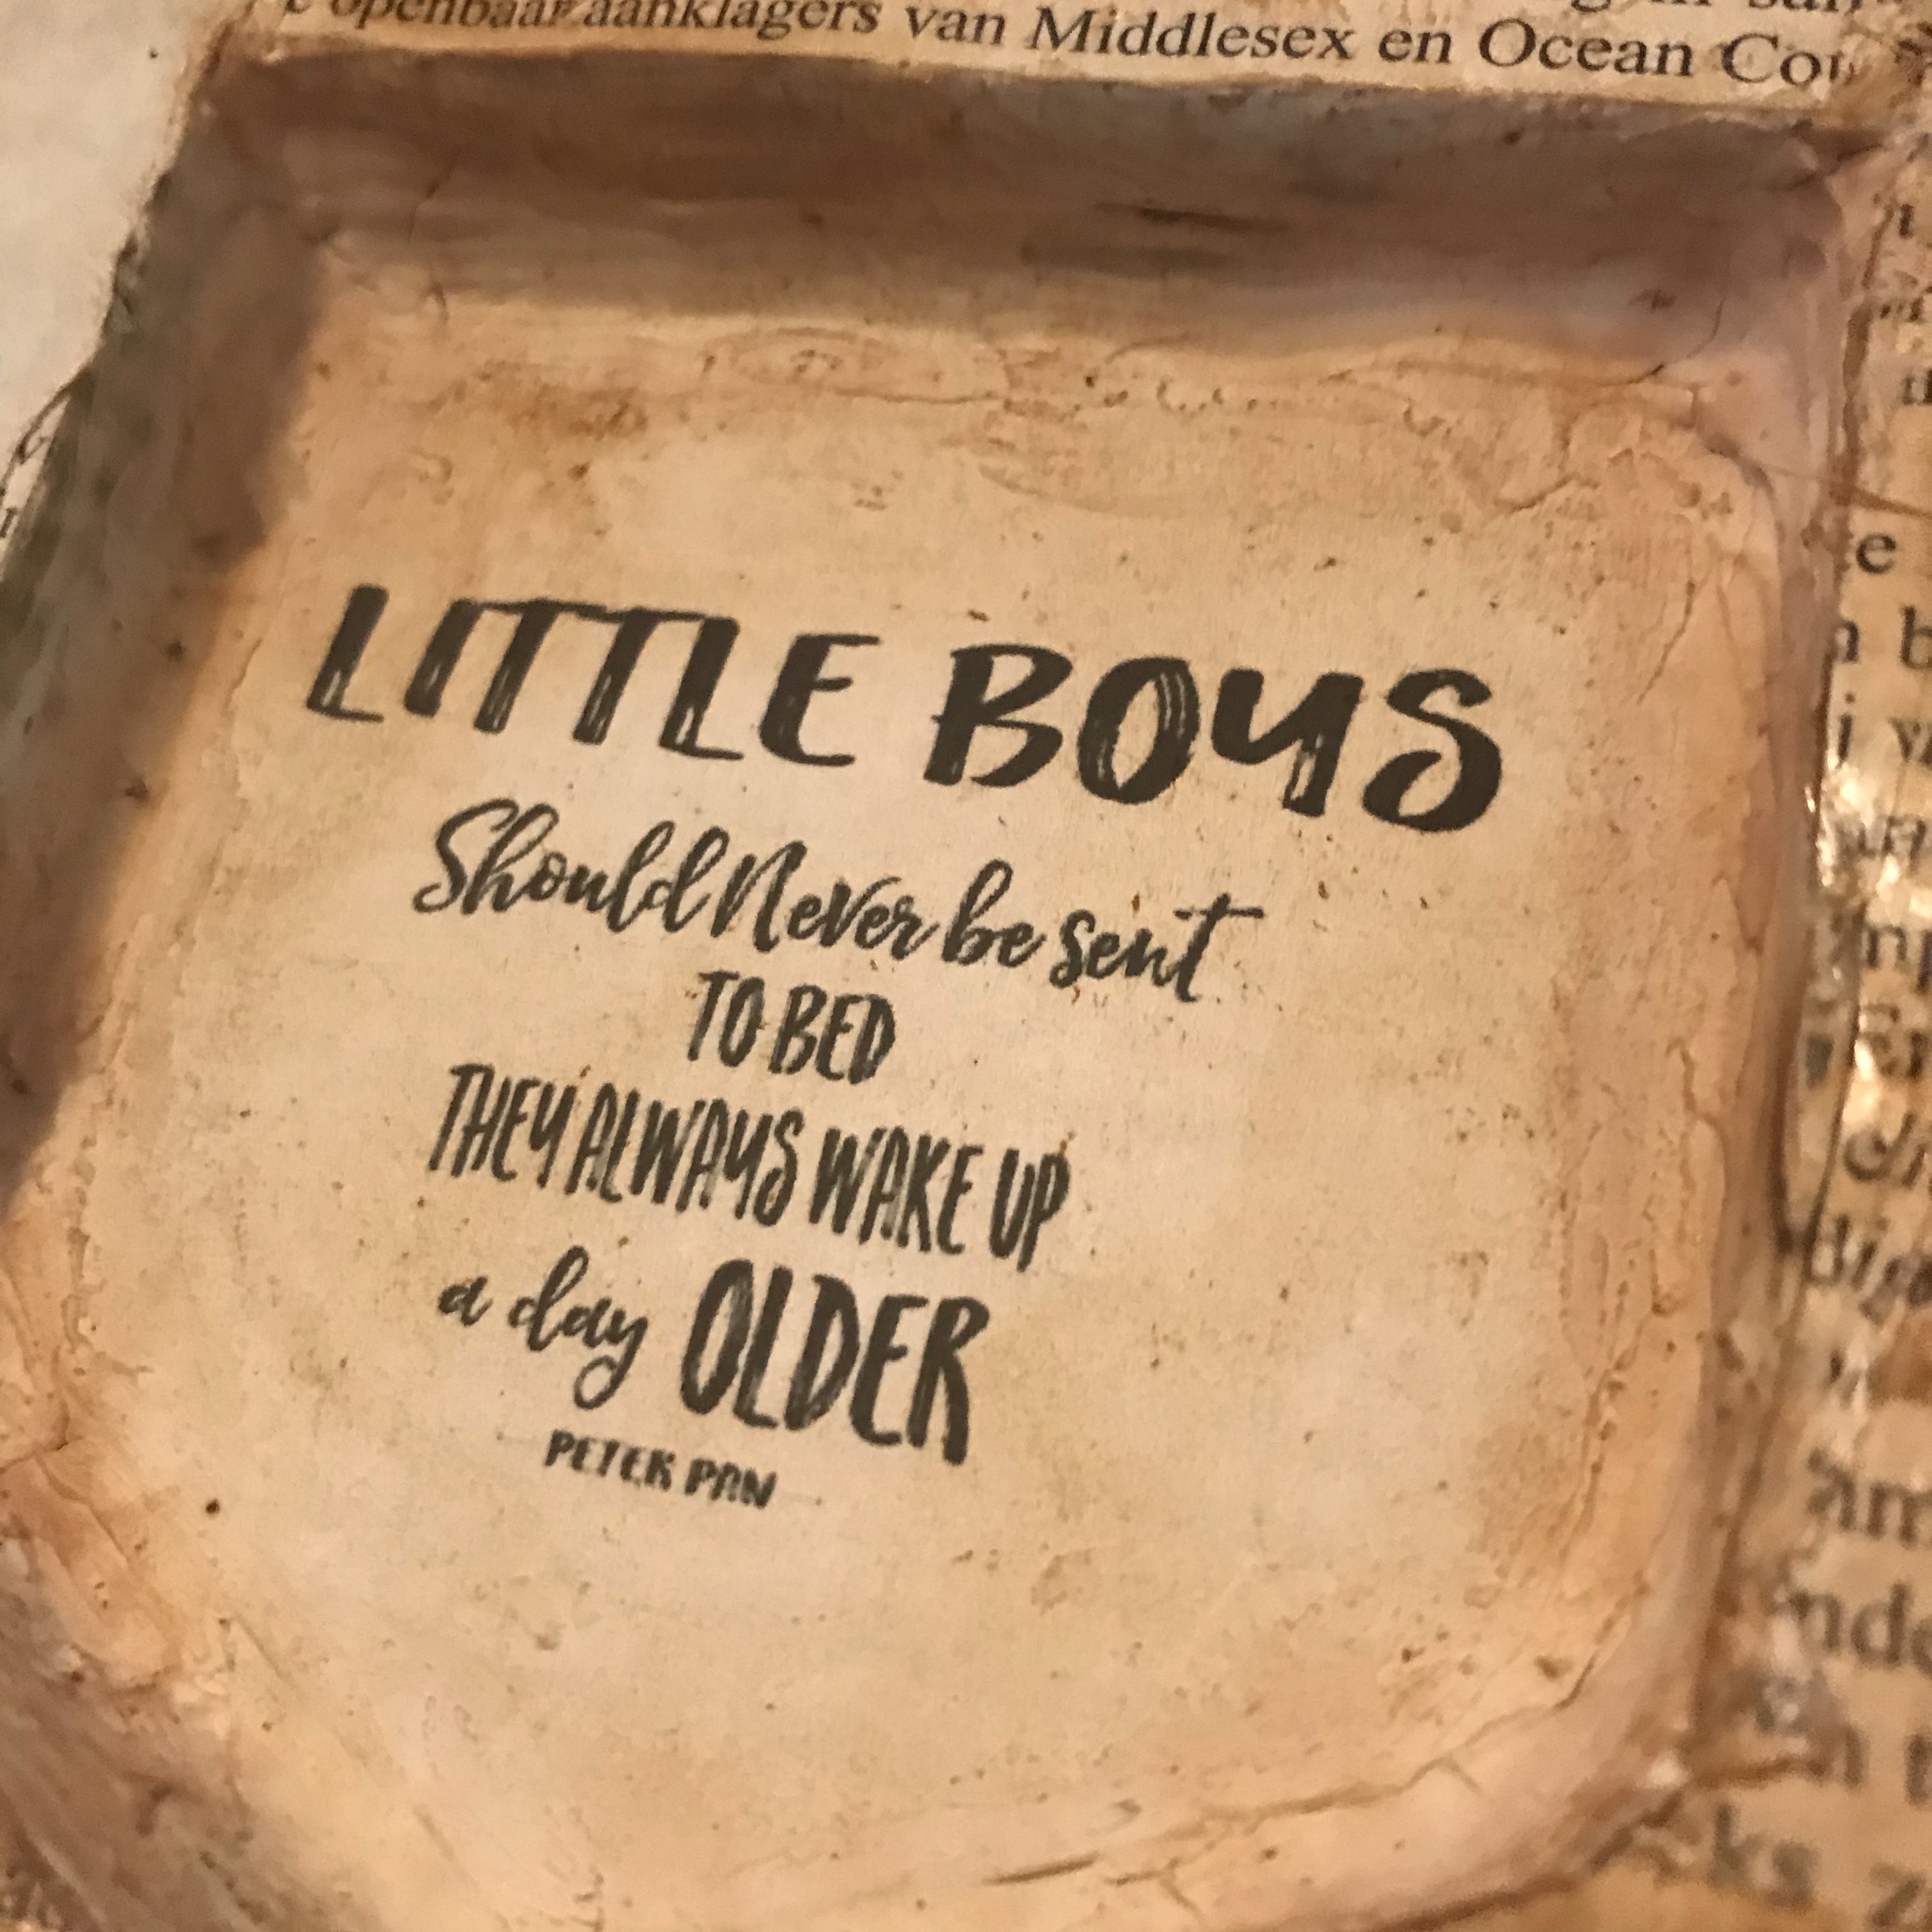 openbaar aanklagers van Middlesex en Ocean
LITTLE BOYS
Should Never be sent
TO BED
THEY ALWAYS WAKE UP
a day OLDER
PETER PAN